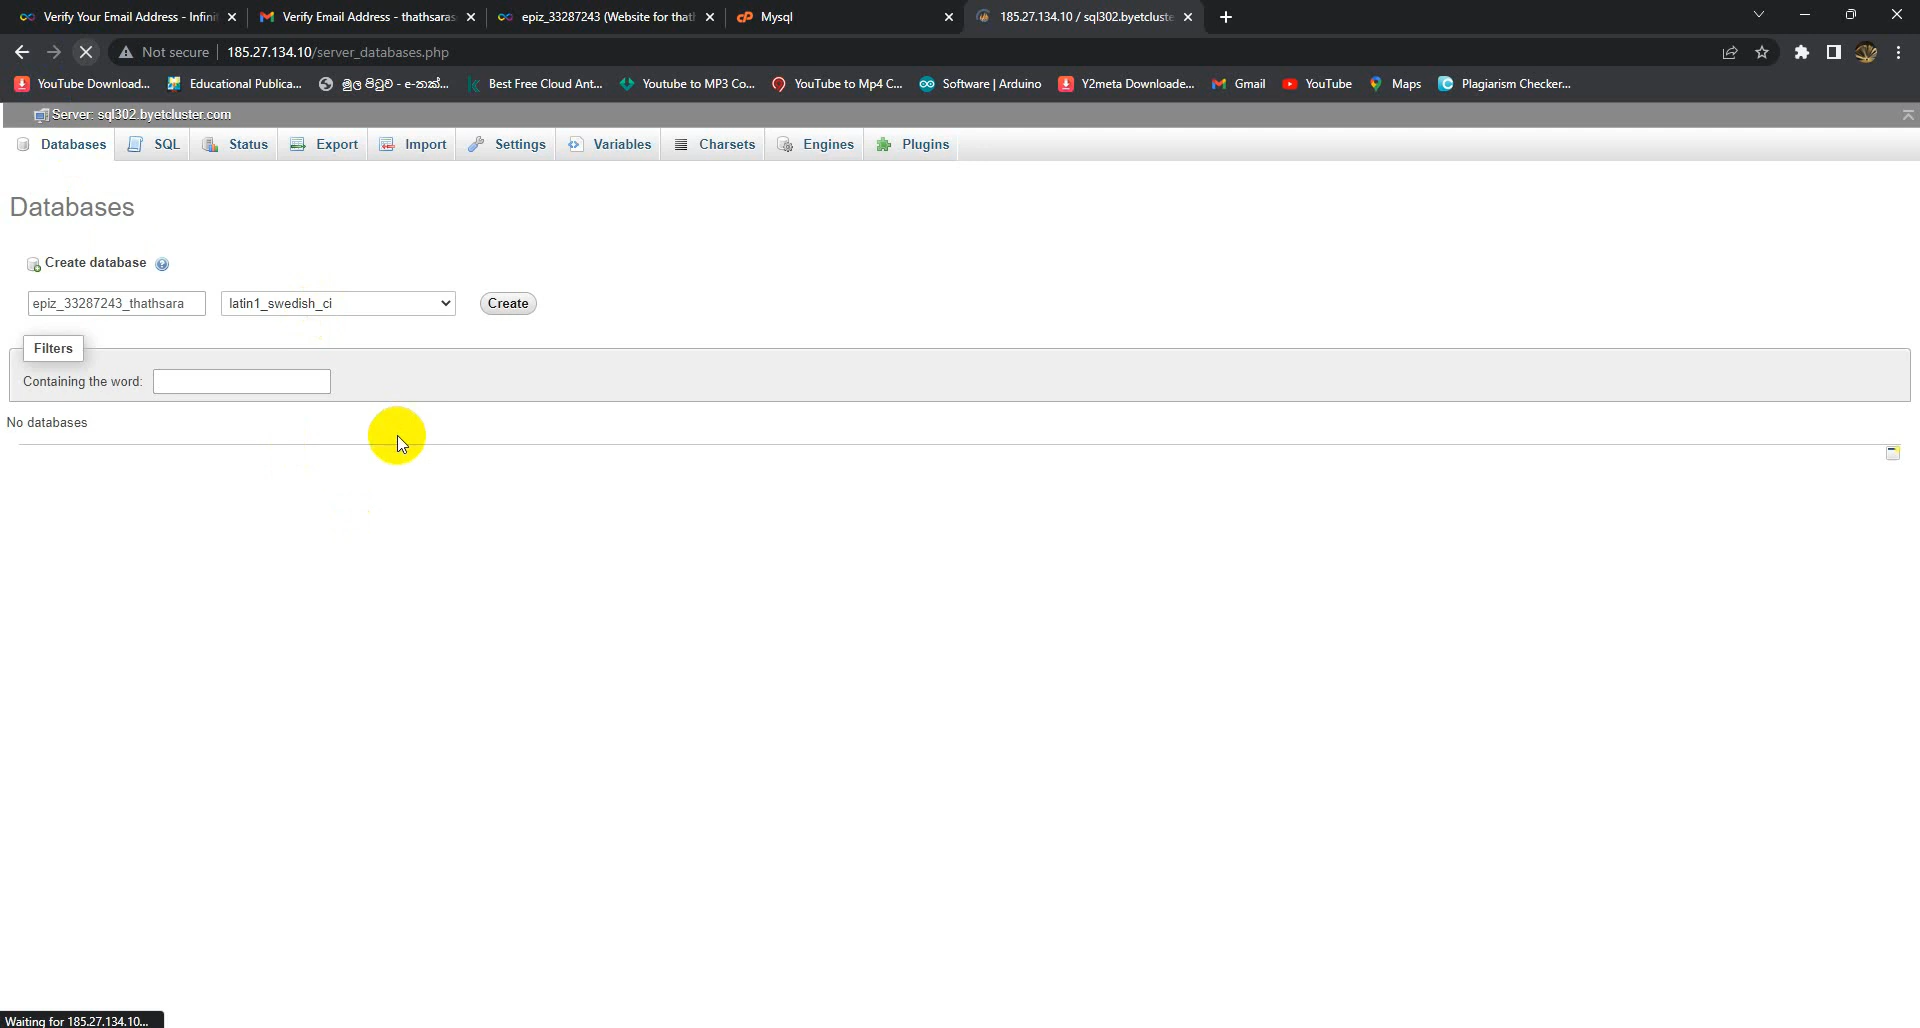 Verify Your Email Address - Infini
Verify Email Address - thathsaras
epiz_33287243 (Website for that
Mysql
185.27.134.10 / sql302.byetcluste
Not secure
185.27.134.10/server_databases.php
YouTube Download...
Educational Publica...
මුල පිටුව - e-තක්...
Best Free Cloud Ant...
Youtube to MP3 Co...
YouTube to Mp4 C...
Software | Arduino
Y2meta Downloade...
Gmail
YouTube
Maps
Plagiarism Checker...
Server: sql302.byetcluster.com
Databases
SQL
Status
Export
Import
Settings
Variables
Charsets
Engines
Plugins
Databases
Create database
epiz_33287243_thathsara
latin1_swedish_ci
Create
Filters
Containing the word:
No databases
Waiting for 185.27.134.10...